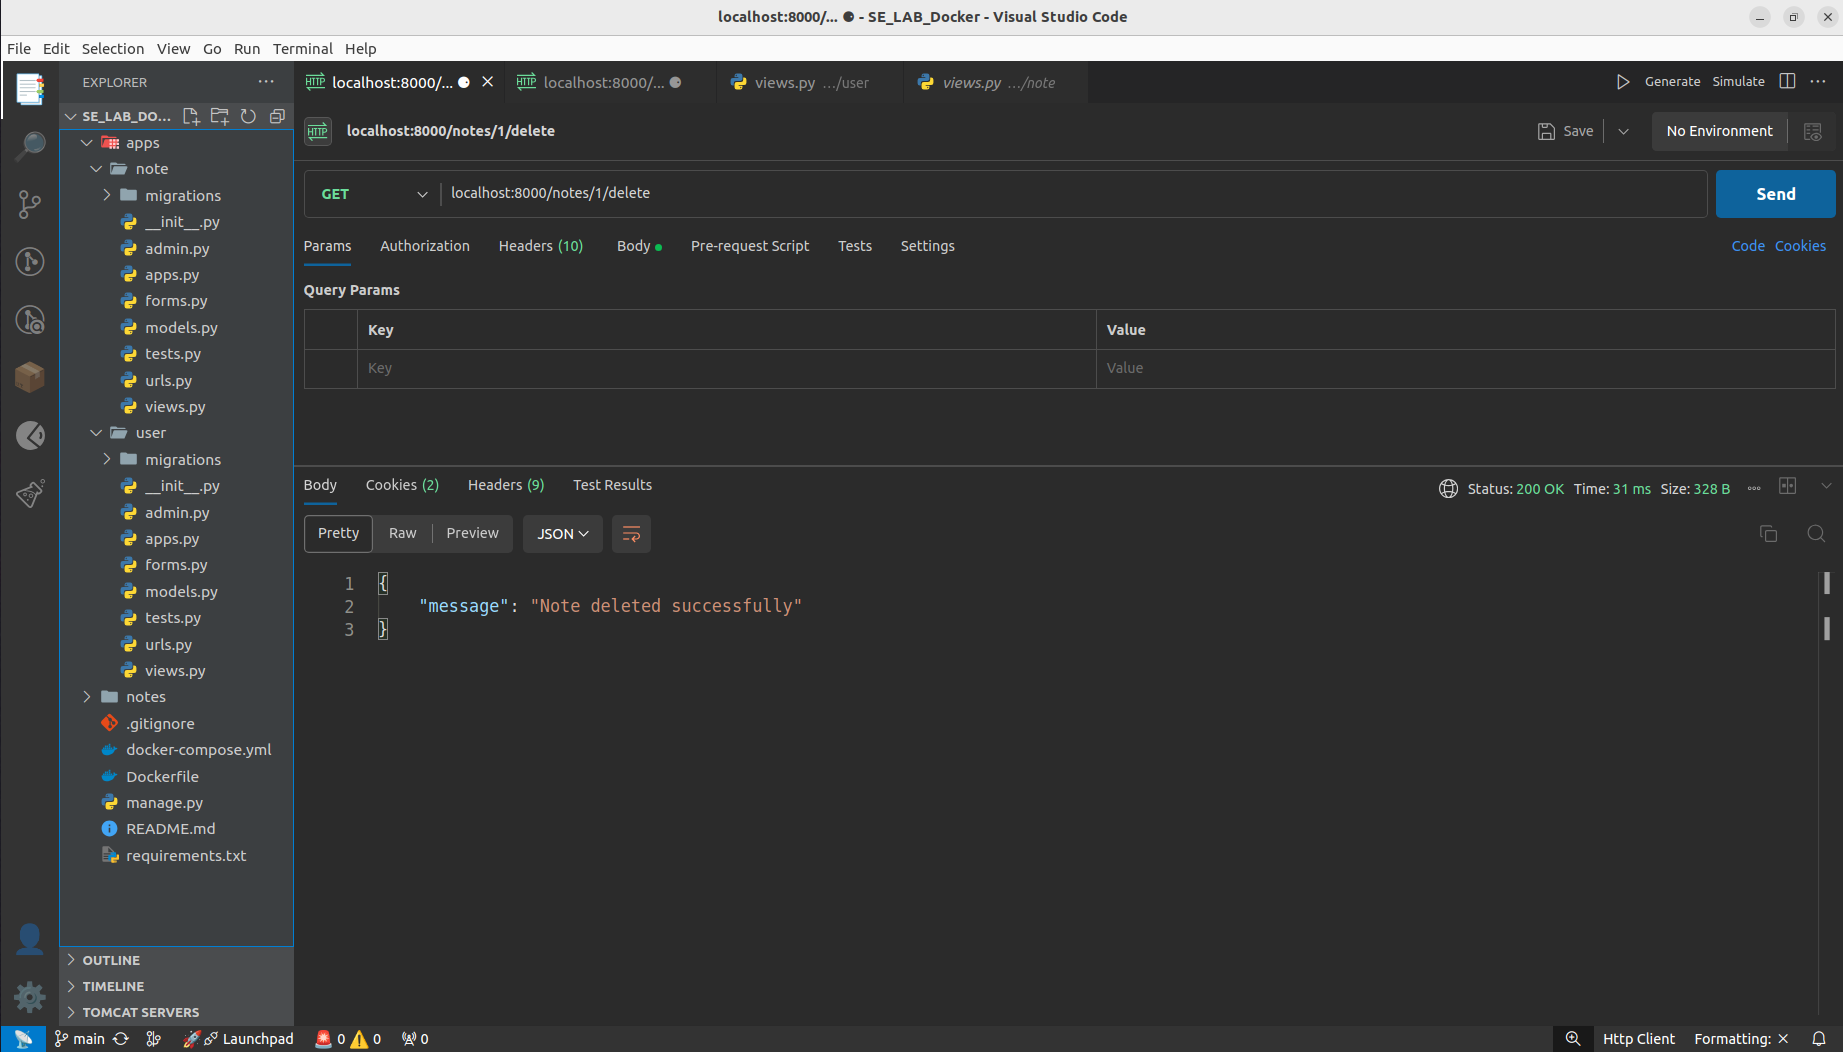 localhost:8000/... ● - SE_LAB_Docker - Visual Studio Code
File Edit Selection View Go Run Terminal Help
EXPLORER
SE_LAB_DO...
apps
note
migrations
__init__.py
admin.py
apps.py
forms.py
models.py
tests.py
urls.py
views.py
user
migrations
__init__.py
admin.py
apps.py
forms.py
models.py
tests.py
urls.py
views.py
notes
.gitignore
docker-compose.yml
Dockerfile
manage.py
README.md
requirements.txt
OUTLINE
TIMELINE
TOMCAT SERVERS
HTTP localhost:8000/... HTTP localhost:8000/... views.py .../user views.py .../note
Generate Simulate
HTTP localhost:8000/notes/1/delete
Save No Environment
GET localhost:8000/notes/1/delete Send
Params Authorization Headers (10) Body Pre-request Script Tests Settings Code Cookies
Query Params
Key Value
Key Value
Body Cookies (2) Headers (9) Test Results Status: 200 OK Time: 31 ms Size: 328 B
Pretty Raw Preview JSON
1 {
2 "message": "Note deleted successfully"
3 }
main Launchpad 0 0 0 Http Client Formatting: ×